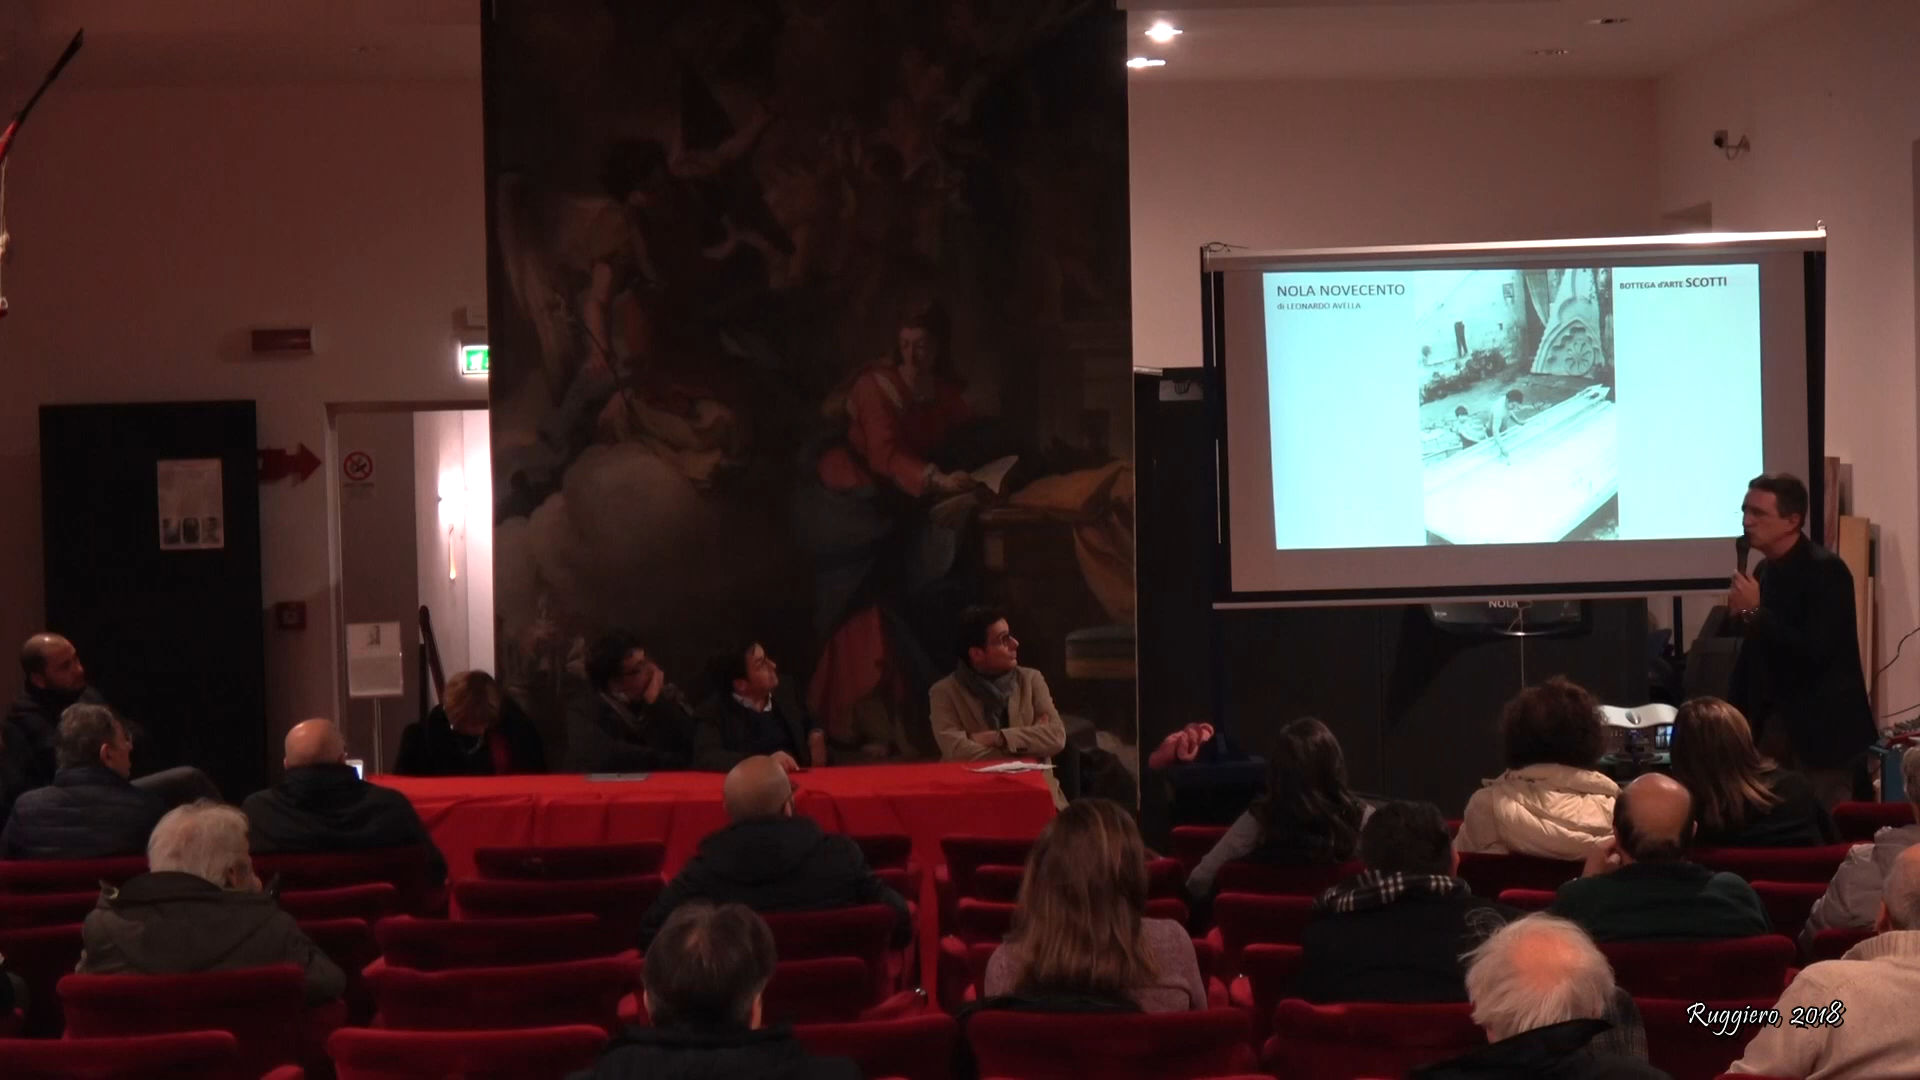 NOLA NOVECENTO
di LEONARDO AVELLA
BOTTEGA d'ARTE SCOTTI
NOLA
Ruggiero, 2018